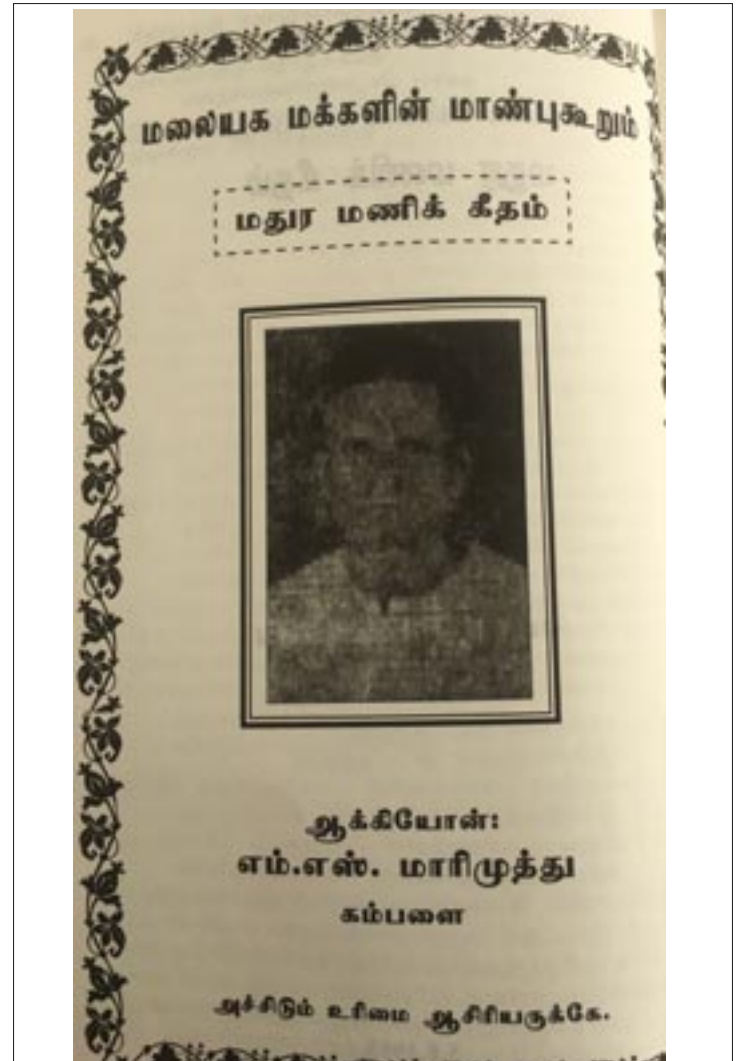 மலையக மக்களின் மாண்புகூறும்
மதுர மணிக் கீதம்
ஆக்கியோன்:
எம்.எஸ். மாரிமுத்து
கம்பளை
அச்சிடும் உரிமை ஆசிரியருக்கே.